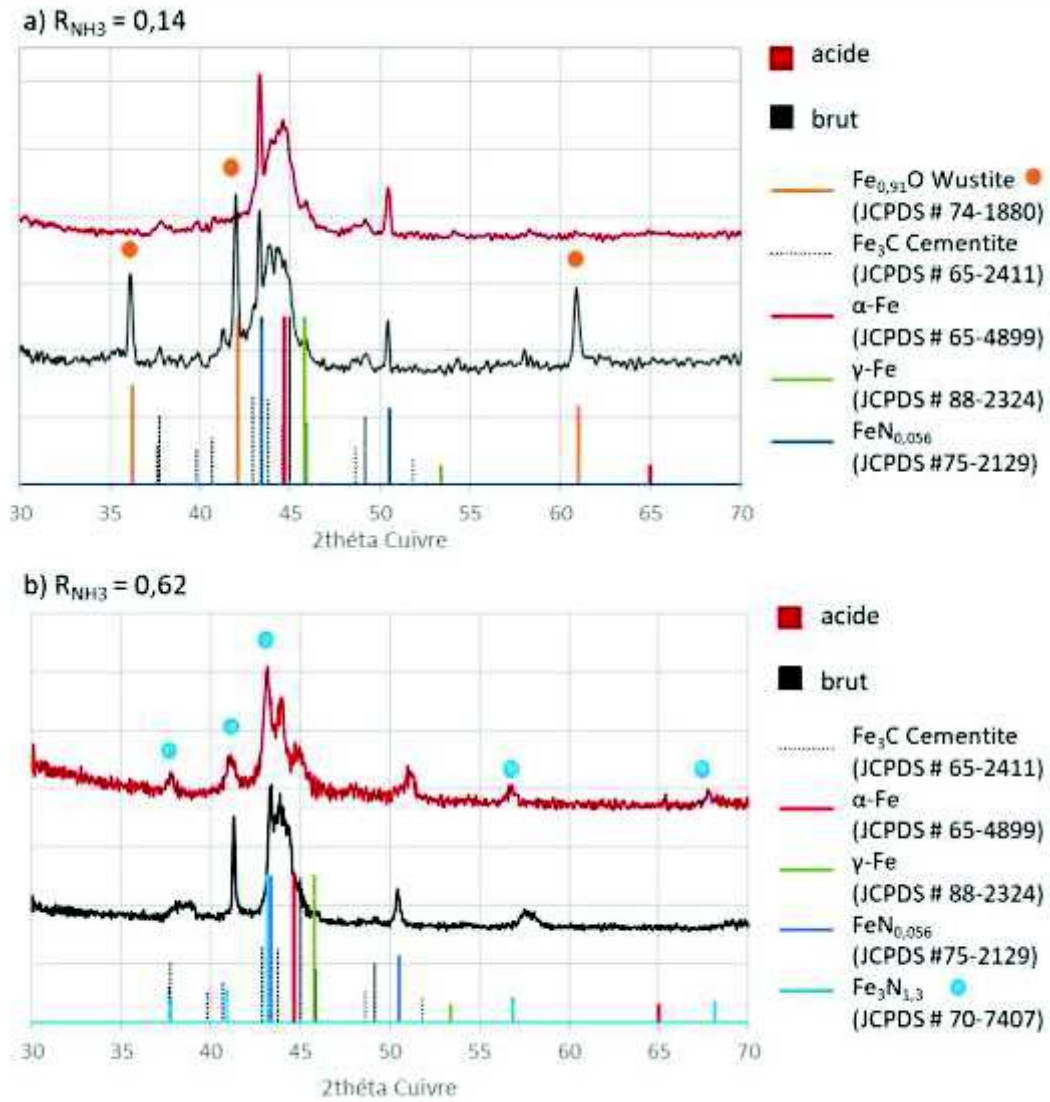 a) R_NH3 = 0,14
acide
brut
Fe0,91O Wustite
(JCPDS # 74-1880)
Fe3C Cementite
(JCPDS # 65-2411)
α-Fe
(JCPDS # 65-4899)
γ-Fe
(JCPDS # 88-2324)
FeN0,056
(JCPDS #75-2129)
30 35 40 45 50 55 60 65 70
2théta Cuivre
b) R_NH3 = 0,62
acide
brut
Fe3C Cementite
(JCPDS # 65-2411)
α-Fe
(JCPDS # 65-4899)
γ-Fe
(JCPDS # 88-2324)
FeN0,056
(JCPDS #75-2129)
Fe3N1,3
(JCPDS # 70-7407)
30 35 40 45 50 55 60 65 70
2théta Cuivre